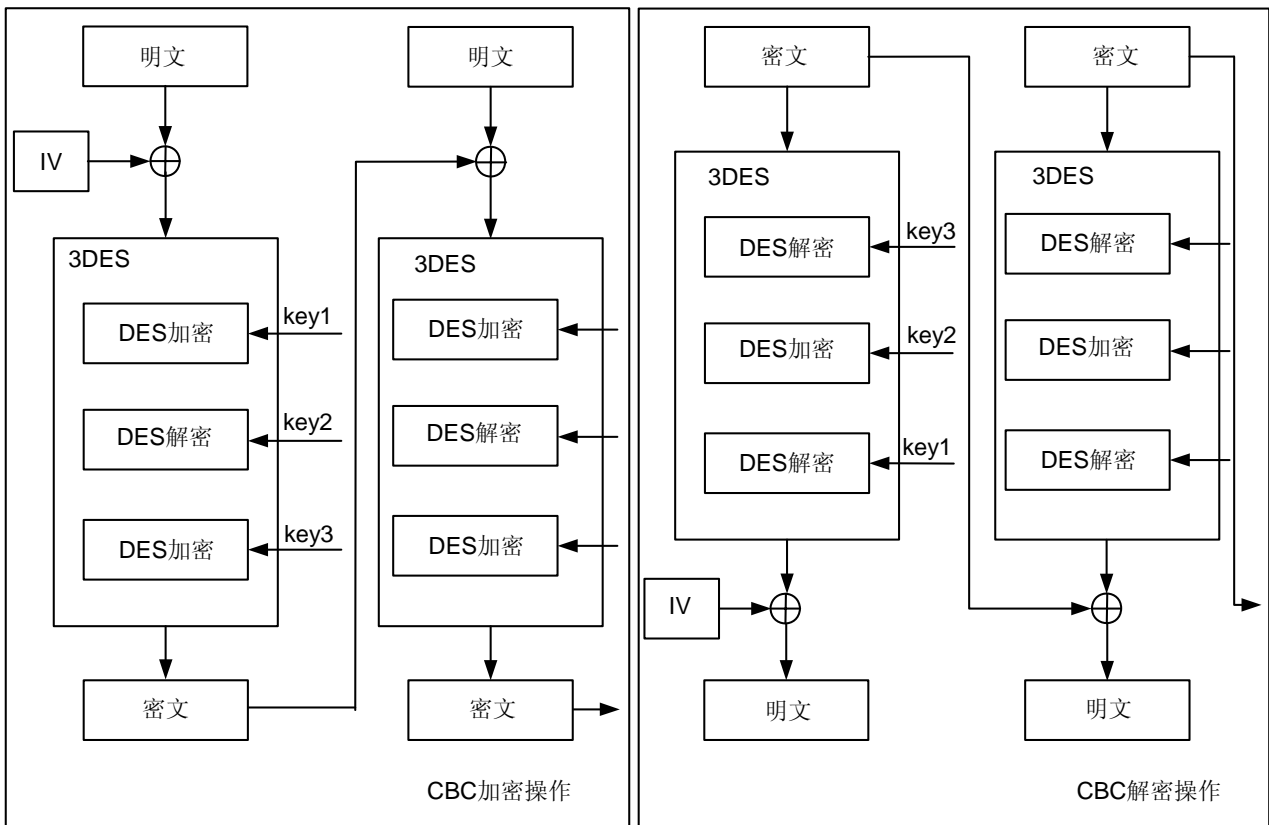 明文
明文
IV
3DES
3DES
DES加密
key1
DES加密
DES解密
key2
DES解密
DES加密
key3
DES加密
密文
密文
CBC加密操作
密文
密文
3DES
3DES
DES解密
key3
DES解密
DES加密
key2
DES加密
DES解密
key1
DES解密
IV
明文
明文
CBC解密操作